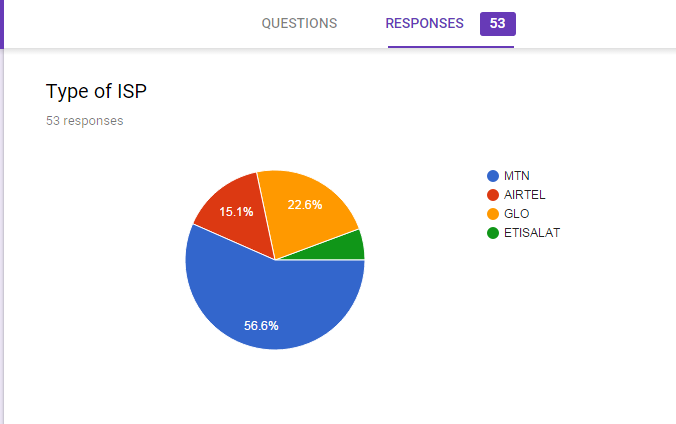 QUESTIONS RESPONSES 53
Type of ISP
53 responses
15.1%
22.6%
56.6%
MTN
AIRTEL
GLO
ETISALAT